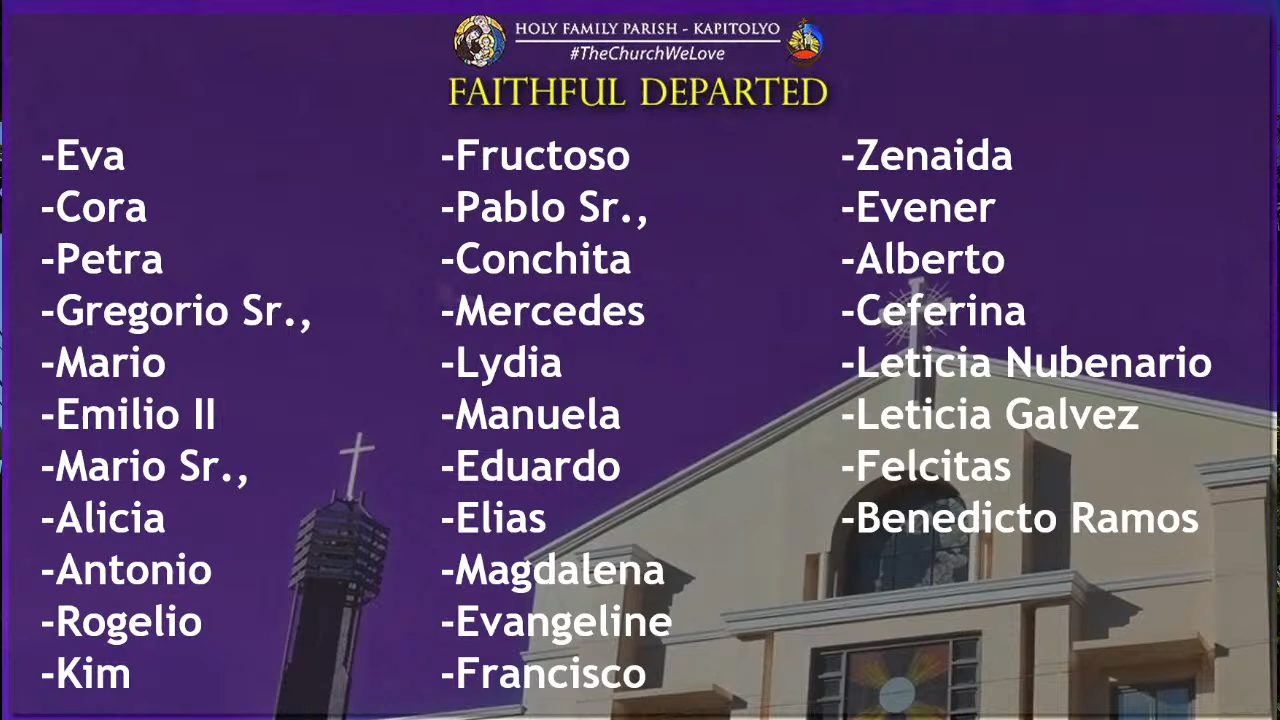 HOLY FAMILY PARISH - KAPITOLYO
#TheChurchWeLove
FAITHFUL DEPARTED
-Eva
-Cora
-Petra
-Gregorio Sr.,
-Mario
-Emilio II
-Mario Sr.,
-Alicia
-Antonio
-Rogelio
-Kim
-Fructoso
-Pablo Sr.,
-Conchita
-Mercedes
-Lydia
-Manuela
-Eduardo
-Elias
-Magdalena
-Evangeline
-Francisco
-Zenaida
-Evener
-Alberto
-Ceferina
-Leticia Nubenario
-Leticia Galvez
-Felcitas
-Benedicto Ramos